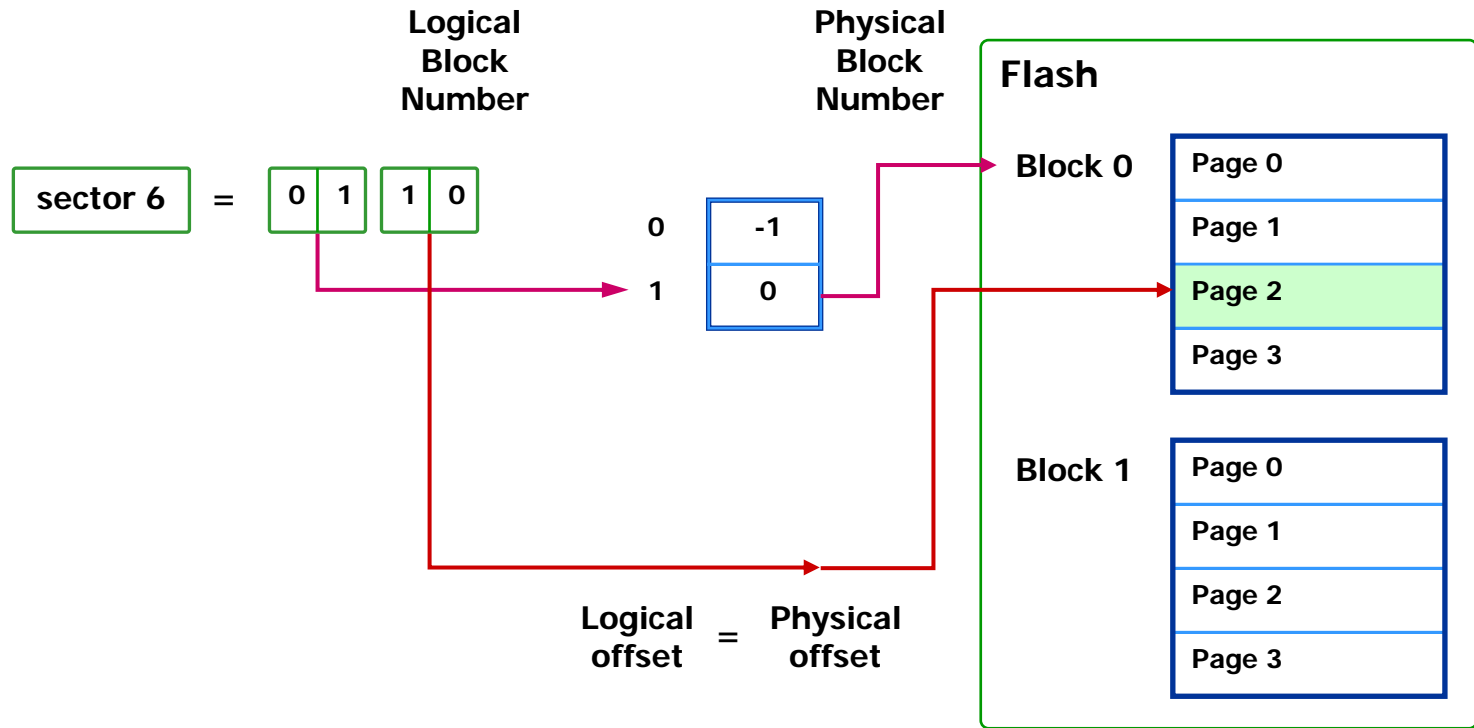 Logical
Block
Number
Physical
Block
Number
Flash
sector 6 = 0 1 1 0
0 -1
1 0
Block 0
Page 0
Page 1
Page 2
Page 3
Block 1
Page 0
Page 1
Page 2
Page 3
Logical
offset
=
Physical
offset